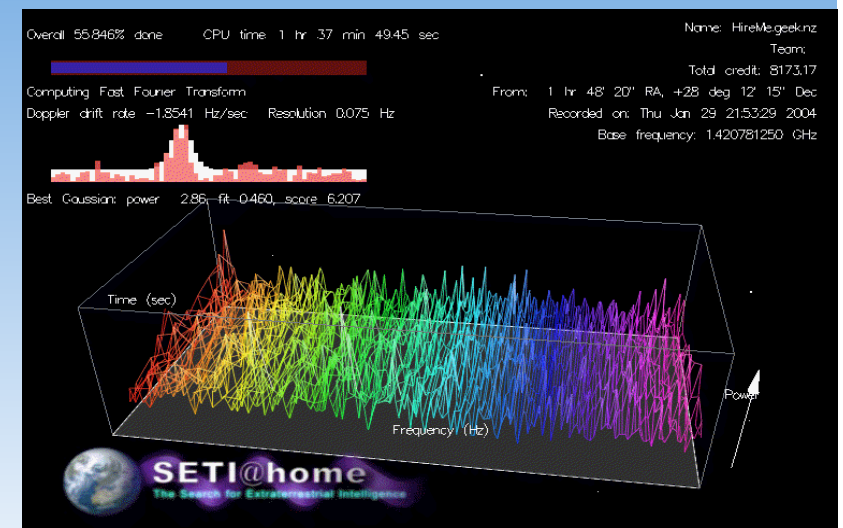 Overall 55.846% done CPU time 1 hr 37 min 49.45 sec
Computing Fast Fourier Transform
Doppler drift rate -1.8541 Hz/sec Resolution 0.075 Hz
Best Gaussian: power 2.86, fit 0.460, score 6.207
Name: HireMe.geek.nz
Team:
Total credit: 8173.17
From: 1 hr 48' 20" RA, +28 deg 12' 15" Dec
Recorded on: Thu Jan 29 21:53:29 2004
Base frequency: 1.420781250 GHz
Time (sec)
Power
Frequency (Hz)
SETI@home
The Search for Extraterrestrial Intelligence